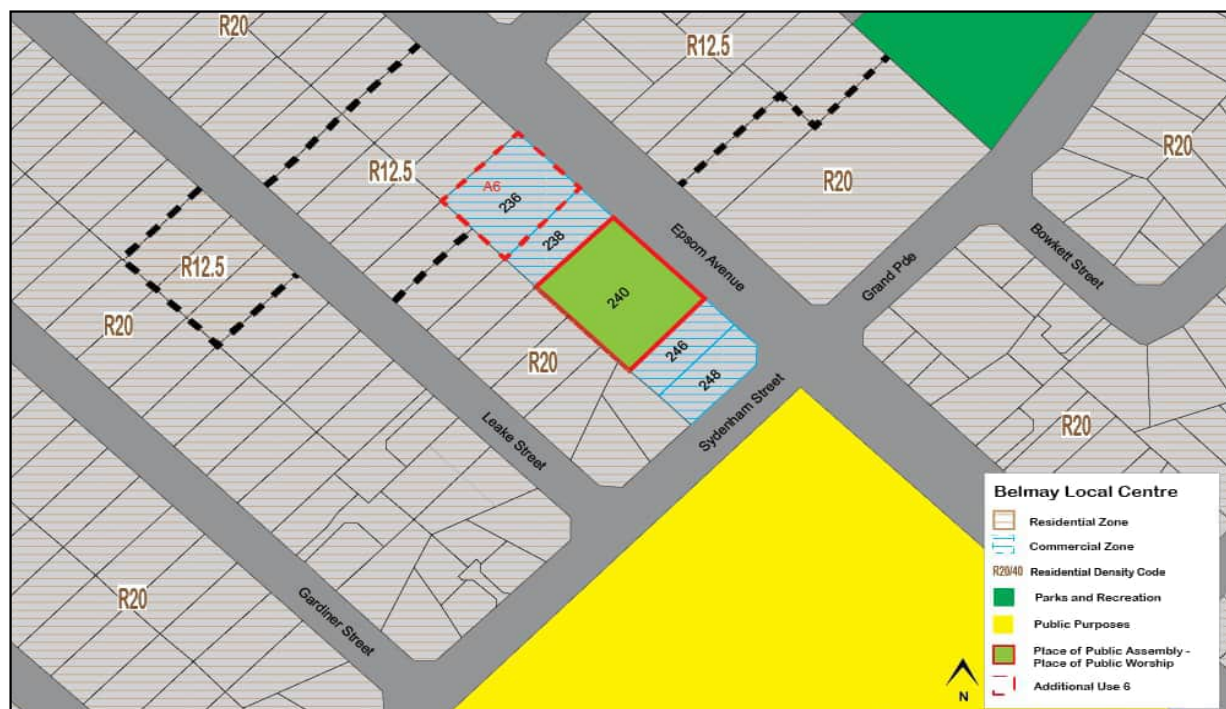 R20
R12.5
R12.5
R20
R20
A6
236
238
R12.5
R20
240
Epsom Avenue
Grand Pde
Bowkett Street
246
248
R20
Leake Street
Sydenham Street
R20
R20
Gardiner Street
Belmay Local Centre
Residential Zone
Commercial Zone
R20/40 Residential Density Code
Parks and Recreation
Public Purposes
Place of Public Assembly -
Place of Public Worship
Additional Use 6
N